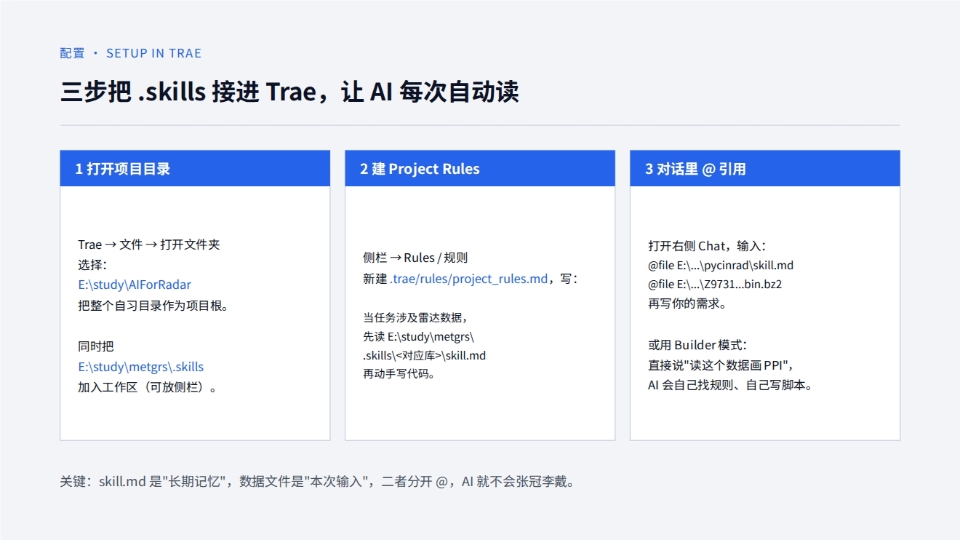 配置 · SETUP IN TRAE
三步把 .skills 接进 Trae，让 AI 每次自动读
1 打开项目目录
Trae → 文件 → 打开文件夹
选择：
E:\study\AIForRadar
把整个自习目录作为项目根。
同时把
E:\study\metgrs\.skills
加入工作区（可放侧栏）。
2 建 Project Rules
侧栏 → Rules / 规则
新建 .trae/rules/project_rules.md，写：
当任务涉及雷达数据，
先读 E:\study\metgrs\
.skills\<对应库>\skill.md
再动手写代码。
3 对话里 @ 引用
打开右侧 Chat，输入：
@file E:\...\pycinrad\skill.md
@file E:\...\Z9731...bin.bz2
再写你的需求。
或用 Builder 模式：
直接说"读这个数据画 PPI"，
AI 会自己找规则、自己写脚本。
关键：skill.md 是"长期记忆"，数据文件是"本次输入"，二者分开 @，AI 就不会张冠李戴。